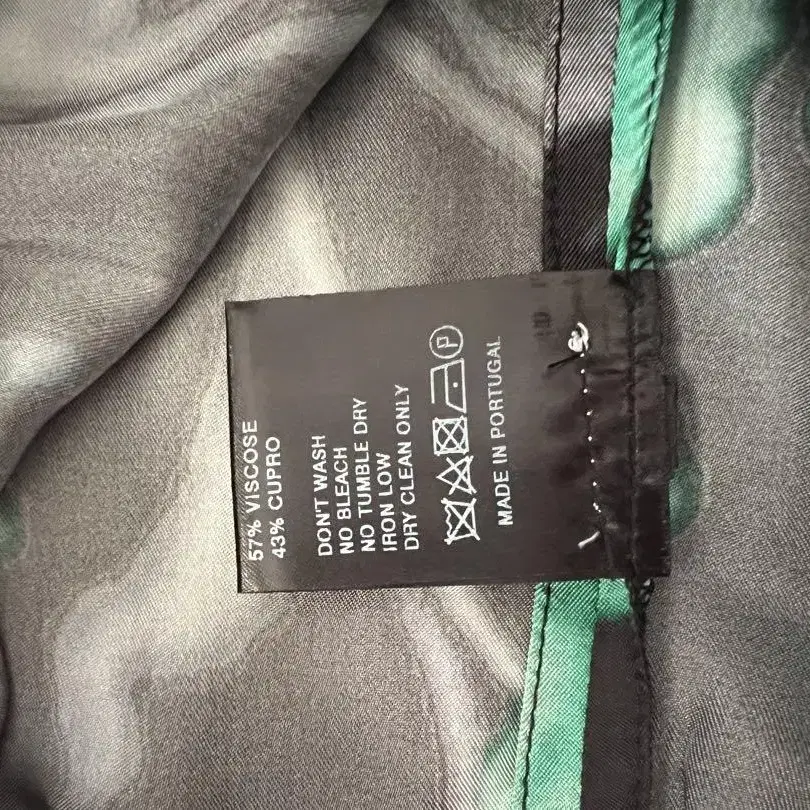 57% VISCOSE
43% CUPRO
DON'T WASH
NO BLEACH
NO TUMBLE DRY
IRON LOW
DRY CLEAN ONLY
P
MADE IN PORTUGAL